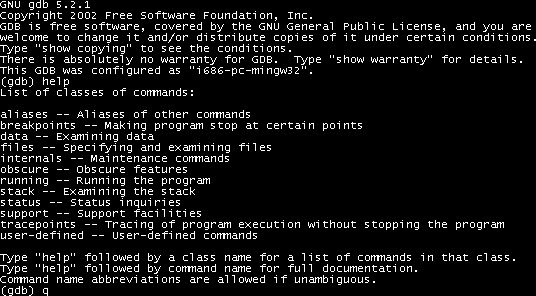 GNU gdb 5.2.1
Copyright 2002 Free Software Foundation, Inc.
GDB is free software, covered by the GNU General Public License, and you are
welcome to change it and/or distribute copies of it under certain conditions.
Type "show copying" to see the conditions.
There is absolutely no warranty for GDB.  Type "show warranty" for details.
This GDB was configured as "i686-pc-mingw32".
(gdb) help
List of classes of commands:

aliases -- Aliases of other commands
breakpoints -- Making program stop at certain points
data -- Examining data
files -- Specifying and examining files
internals -- Maintenance commands
obscure -- Obscure features
running -- Running the program
stack -- Examining the stack
status -- Status inquiries
support -- Support facilities
tracepoints -- Tracing of program execution without stopping the program
user-defined -- User-defined commands

Type "help" followed by a class name for a list of commands in that class.
Type "help" followed by command name for full documentation.
Command name abbreviations are allowed if unambiguous.
(gdb) q